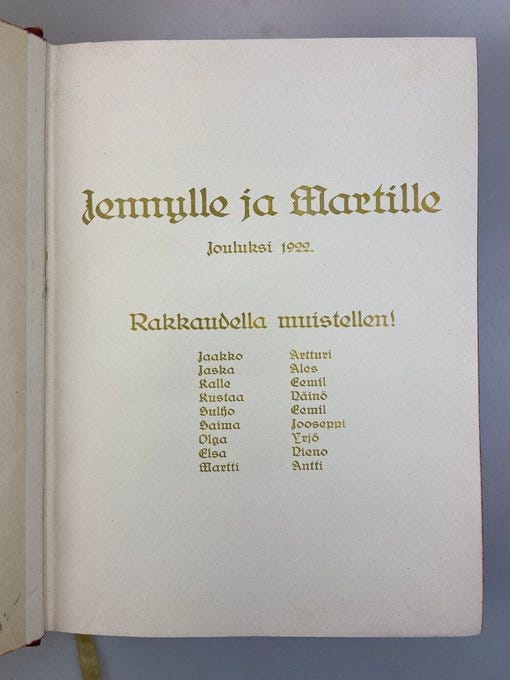 Jennylle ja Martille
Jouluksi 1922.
Rakkaudella muistellen!
Jaakko
Jaska
Kalle
Kustaa
Sulho
Saima
Olga
Elsa
Martti
Artturi
Ales
Eemil
Väinö
Eemil
Jooseppi
Yrjö
Vieno
Antti